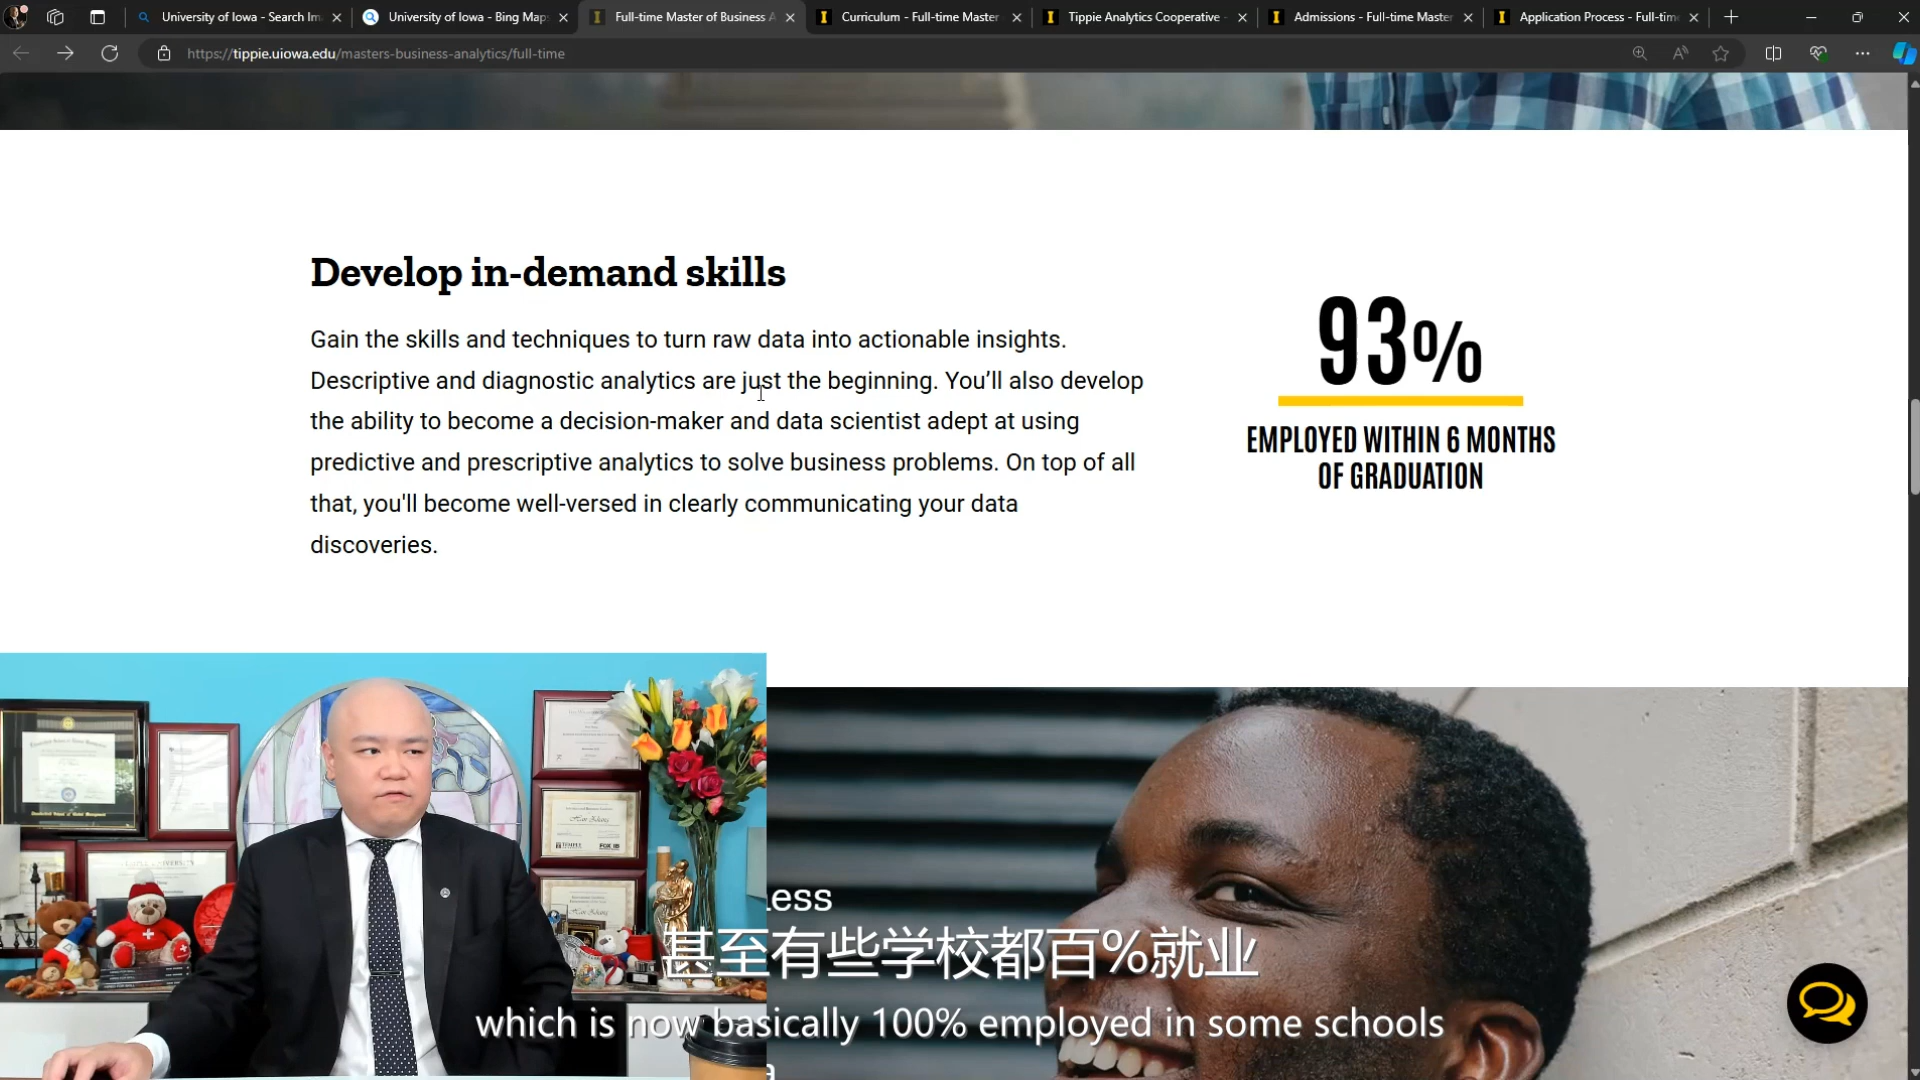 University of Iowa - Search Im
University of Iowa - Bing Maps
Full-time Master of Business A
Curriculum - Full-time Master
Tippie Analytics Cooperative -
Admissions - Full-time Master
Application Process - Full-tim
https://tippie.uiowa.edu/masters-business-analytics/full-time
Develop in-demand skills
Gain the skills and techniques to turn raw data into actionable insights.
Descriptive and diagnostic analytics are just the beginning. You’ll also develop
the ability to become a decision-maker and data scientist adept at using
predictive and prescriptive analytics to solve business problems. On top of all
that, you'll become well-versed in clearly communicating your data
discoveries.
93%
EMPLOYED WITHIN 6 MONTHS
OF GRADUATION
less
甚至有些学校都百%就业
which is now basically 100% employed in some schools